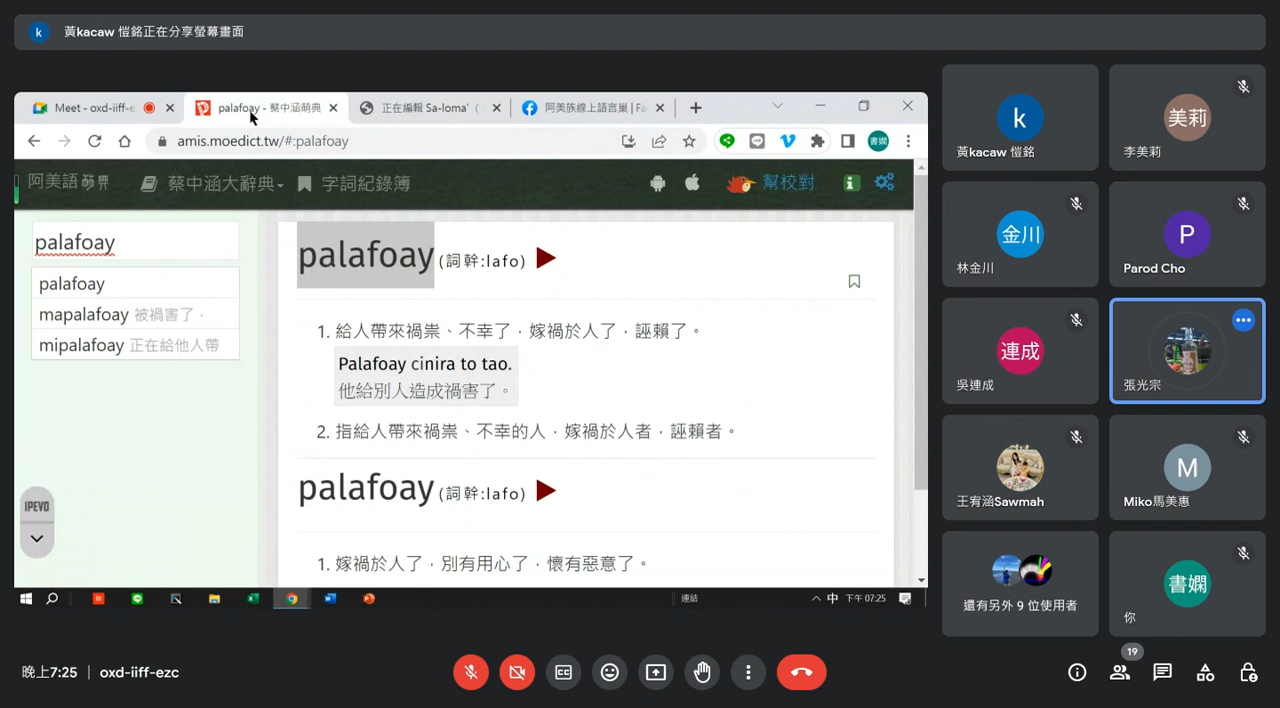 k 黃kacaw 愷銘正在分享螢幕畫面
Meet - oxd-iiff-e
palafoay - 蔡中涵萌典
正在編輯 Sa-loma'
阿美族線上語言巢 | Fa
amis.moedict.tw/#:palafoay
書嫻
阿美語萌典
蔡中涵大辭典
字詞紀錄簿
幫校對
palafoay
palafoay
mapalafoay 被禍害了，
mipalafoay 正在給他人帶
palafoay (詞幹:lafo)
1. 給人帶來禍祟、不幸了，嫁禍於人了，誣賴了。
Palafoay cinira to tao.
他給別人造成禍害了。
2. 指給人帶來禍祟、不幸的人，嫁禍於人者，誣賴者。
palafoay (詞幹:lafo)
1. 嫁禍於人了，別有用心了，懷有惡意了。
IPEVO
連結
中 下午 07:25
k
黃kacaw 愷銘
美莉
李美莉
金川
林金川
P
Parod Cho
連成
吳連成
張光宗
王宥涵Sawmah
M
Miko馬美惠
還有另外 9 位使用者
書嫻
你
晚上7:25 | oxd-iiff-ezc
CC
19